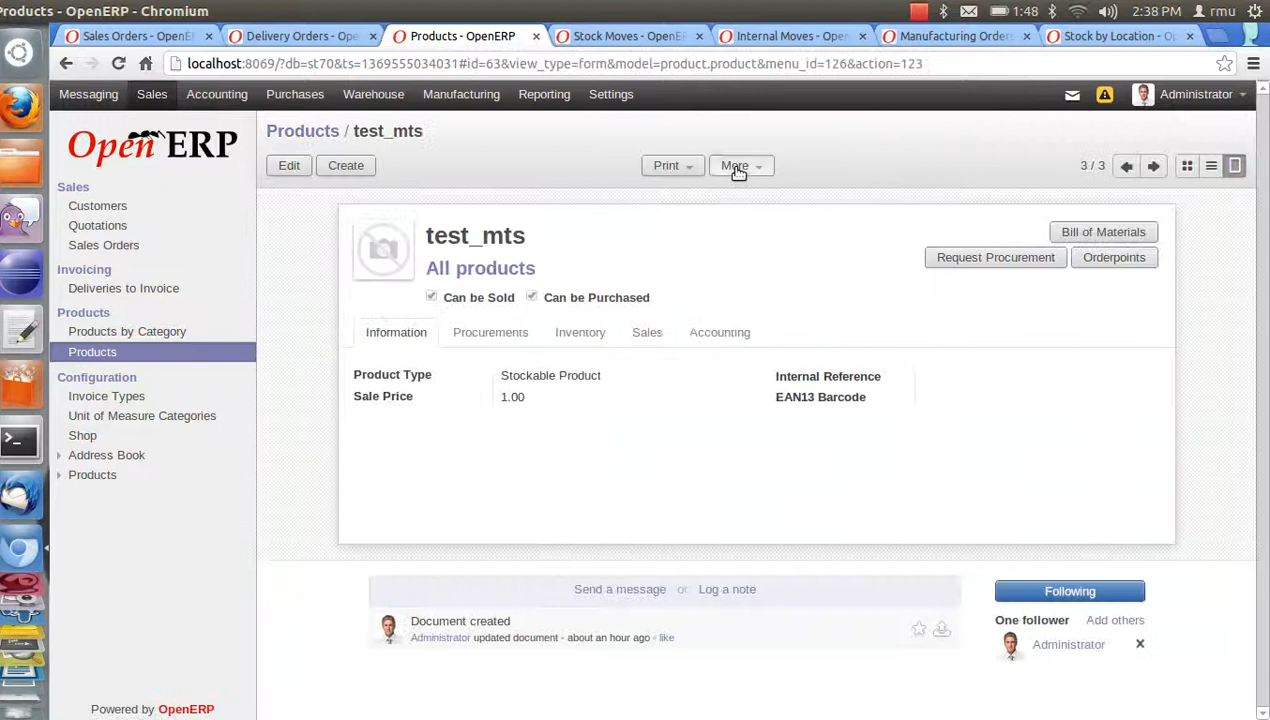 Products - OpenERP - Chromium
1:48
2:38 PM
rmu
Sales Orders - OpenE
Delivery Orders - Ope
Products - OpenERP
Stock Moves - OpenER
Internal Moves - Open
Manufacturing Orders
Stock by Location - O
localhost:8069/?db=st70&ts=1369555034031#id=63&view_type=form&model=product.product&menu_id=126&action=123
Messaging
Sales
Accounting
Purchases
Warehouse
Manufacturing
Reporting
Settings
Administrator
OpenERP
Products / test_mts
Edit
Create
Print
More
3 / 3
Sales
Customers
Quotations
Sales Orders
Invoicing
Deliveries to Invoice
Products
Products by Category
Products
Configuration
Invoice Types
Unit of Measure Categories
Shop
Address Book
Products
Powered by OpenERP
test_mts
All products
Can be Sold
Can be Purchased
Bill of Materials
Request Procurement
Orderpoints
Information
Procurements
Inventory
Sales
Accounting
Product Type
Stockable Product
Internal Reference
Sale Price
1.00
EAN13 Barcode
Send a message or Log a note
Document created
Administrator updated document - about an hour ago · like
Following
One follower
Add others
Administrator